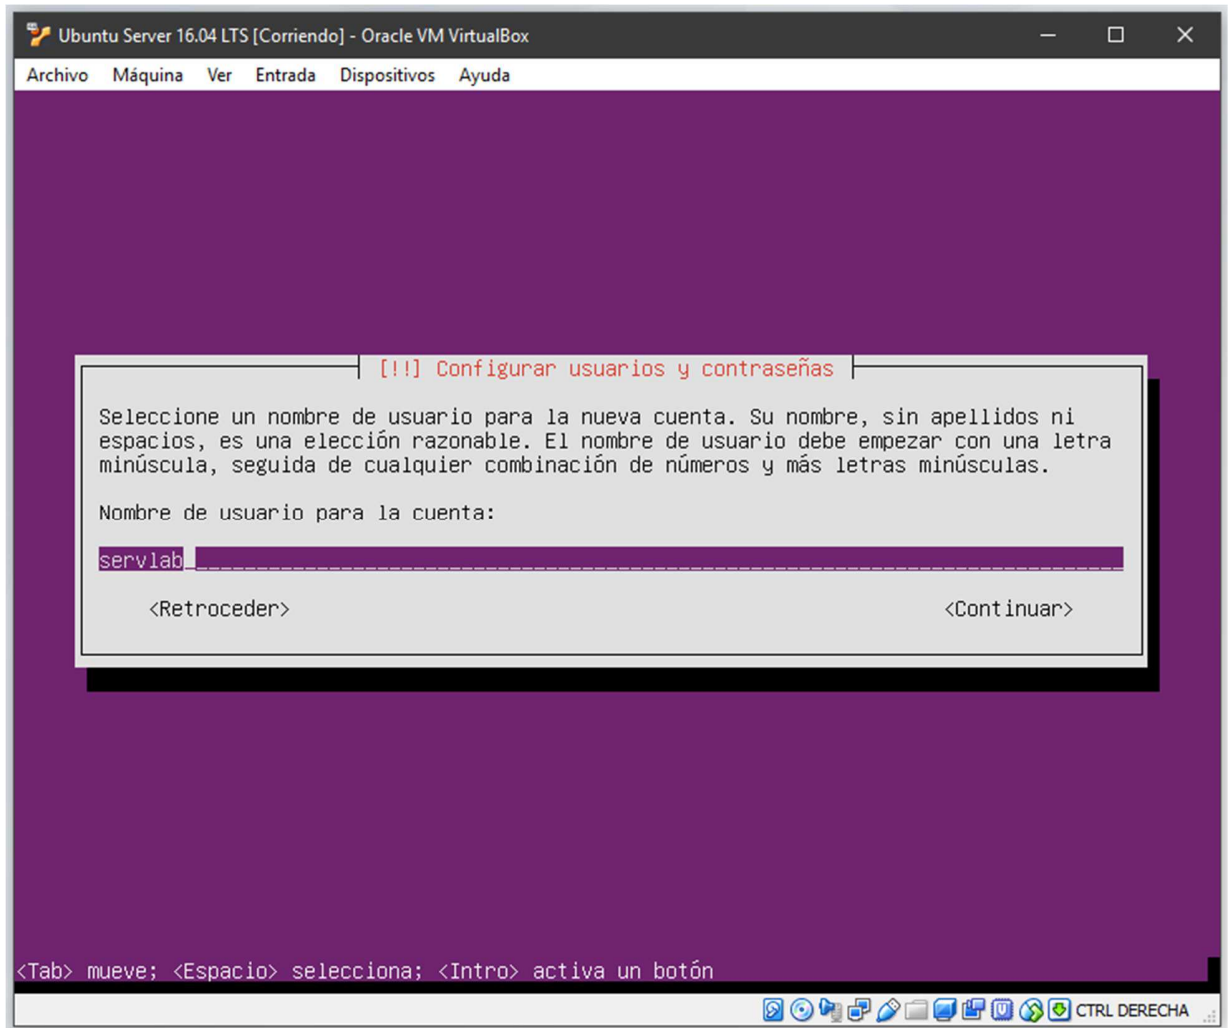 Ubuntu Server 16.04 LTS [Corriendo] - Oracle VM VirtualBox
Archivo Máquina Ver Entrada Dispositivos Ayuda
[!!] Configurar usuarios y contraseñas
Seleccione un nombre de usuario para la nueva cuenta. Su nombre, sin apellidos ni
espacios, es una elección razonable. El nombre de usuario debe empezar con una letra
minúscula, seguida de cualquier combinación de números y más letras minúsculas.
Nombre de usuario para la cuenta:
servlab
<Retroceder> <Continuar>
<Tab> mueve; <Espacio> selecciona; <Intro> activa un botón
CTRL DERECHA